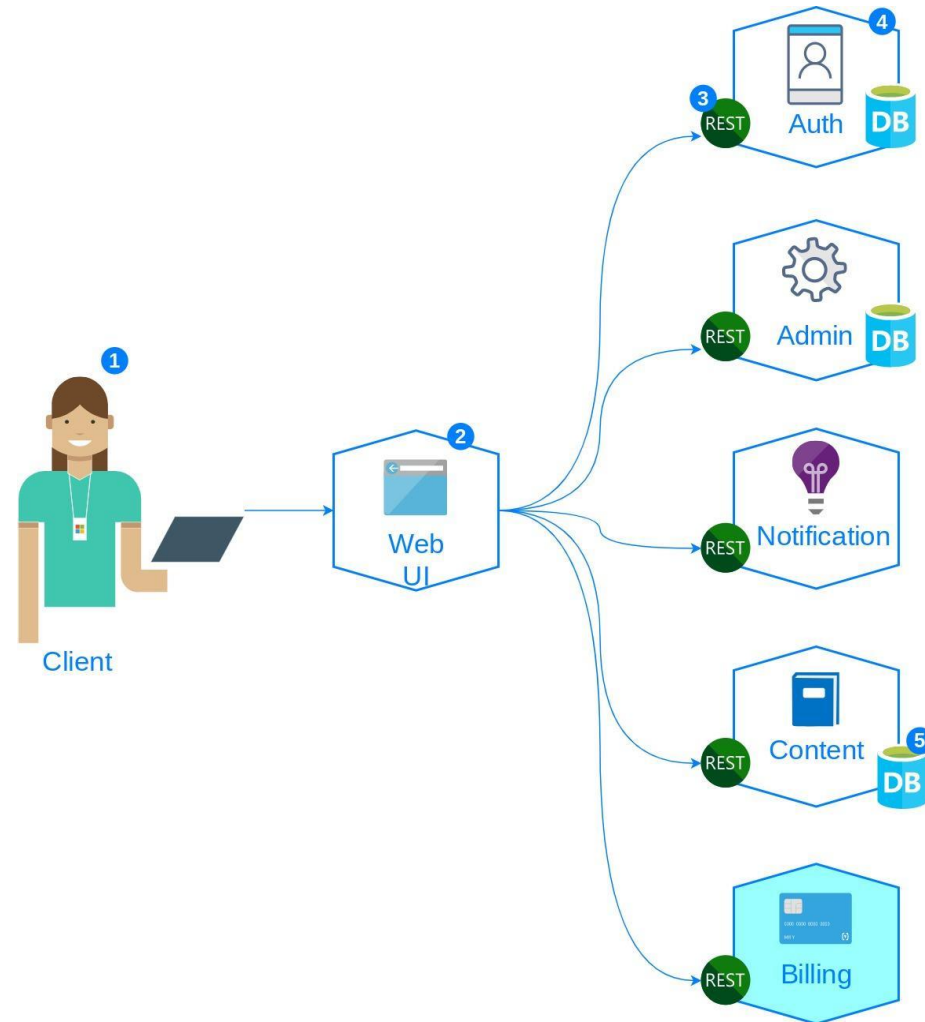 4
3
REST
Auth
DB
REST
Admin
DB
1
2
Web
UI
REST
Notification
Client
REST
Content
5
DB
REST
Billing